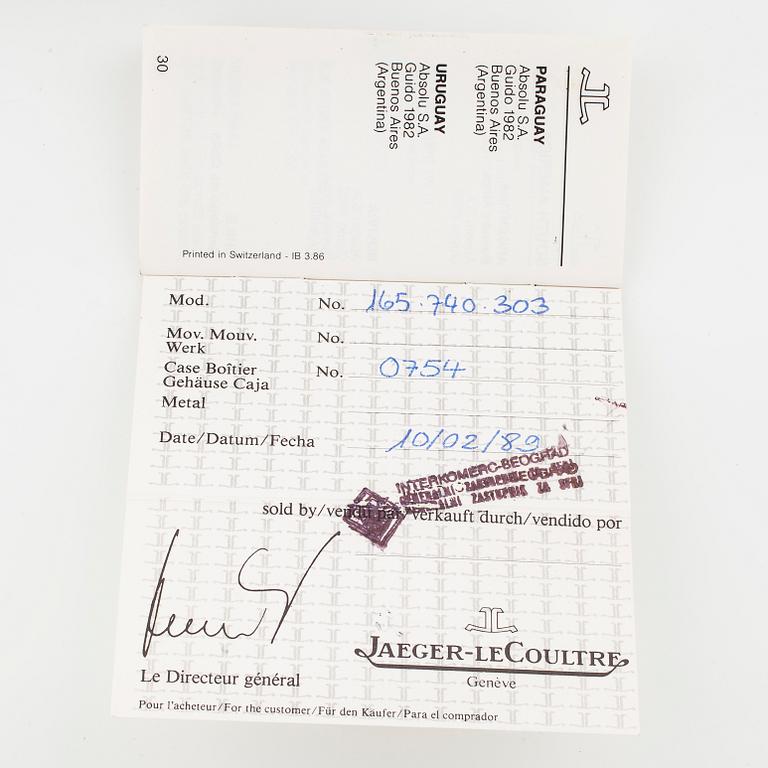 30
PARAGUAY
Absolu S.A.
Guido 1982
Buenos Aires
(Argentina)
URUGUAY
Absolu S.A.
Guido 1982
Buenos Aires
(Argentina)
Printed in Switzerland - IB 3.86
Mod. No. 165.740.303
Mov. Mouv. No.
Werk
Case Boîtier No. 0754
Gehäuse Caja
Metal
Date/Datum/Fecha 10/02/89
INTERKOMERC-BEOGRAD
sold by/vendu par/verkauft durch/vendido por
JAEGER-LECOULTRE
Genève
Le Directeur général
Pour l'acheteur/For the customer/Für den Kaufer/Para el comprador